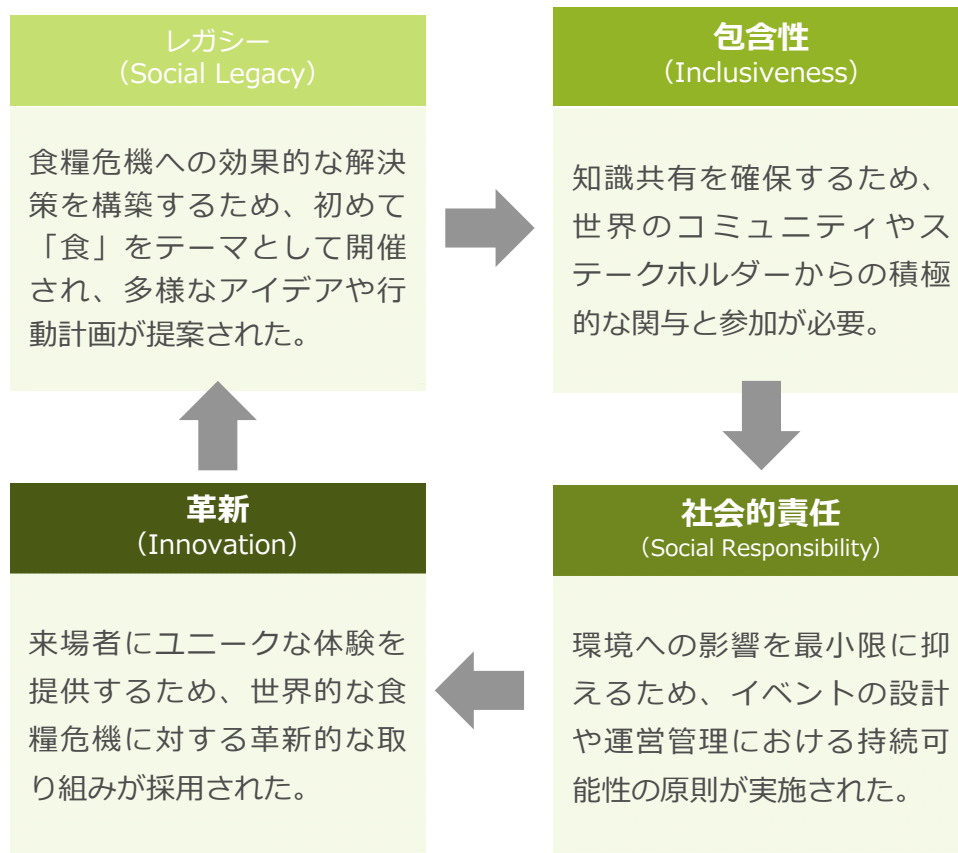 レガシー
（Social Legacy）
食糧危機への効果的な解決
策を構築するため、初めて
「食」をテーマとして開催
され、多様なアイデアや行
動計画が提案された。
包含性
（Inclusiveness）
知識共有を確保するため、
世界のコミュニティやス
テークホルダーからの積極
的な関与と参加が必要。
社会的責任
（Social Responsibility）
環境への影響を最小限に抑
えるため、イベントの設計
や運営管理における持続可
能性の原則が実施された。
革新
（Innovation）
来場者にユニークな体験を
提供するため、世界的な食
糧危機に対する革新的な取
り組みが採用された。